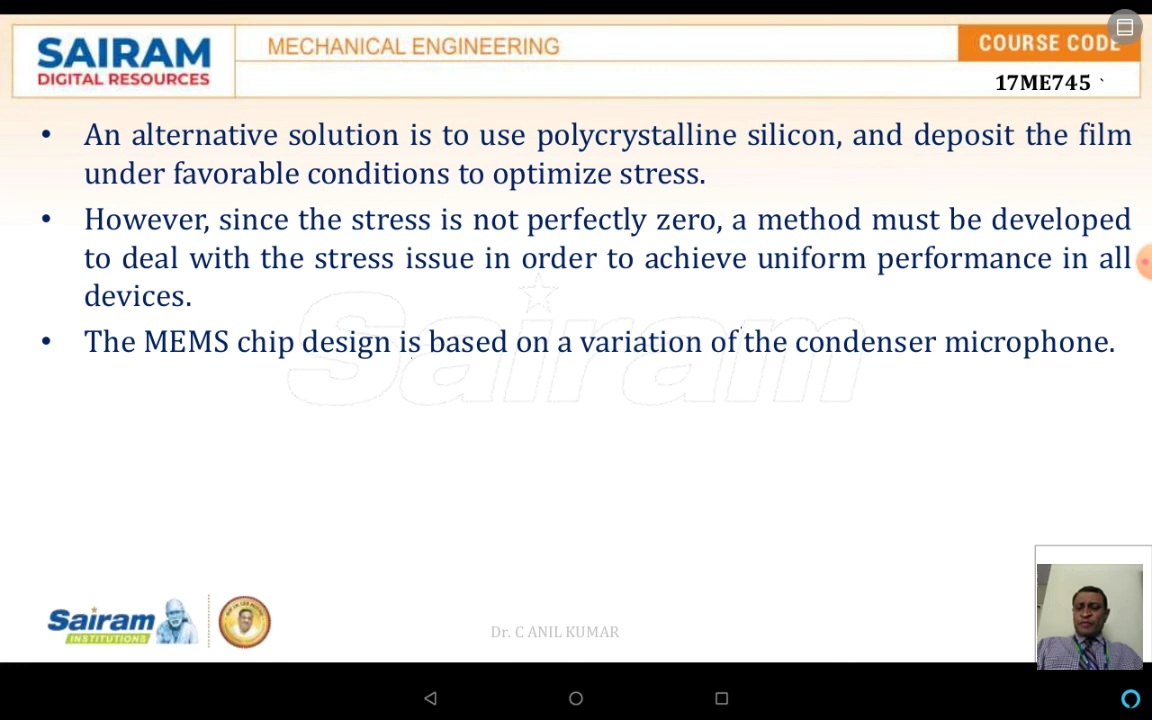 SAIRAM
DIGITAL RESOURCES
MECHANICAL ENGINEERING
COURSE CODE
17ME745 `
• An alternative solution is to use polycrystalline silicon, and deposit the film
under favorable conditions to optimize stress.
• However, since the stress is not perfectly zero, a method must be developed
to deal with the stress issue in order to achieve uniform performance in all
devices.
• The MEMS chip design is based on a variation of the condenser microphone.
Sairam
Sairam
INSTITUTIONS
Dr. C ANIL KUMAR